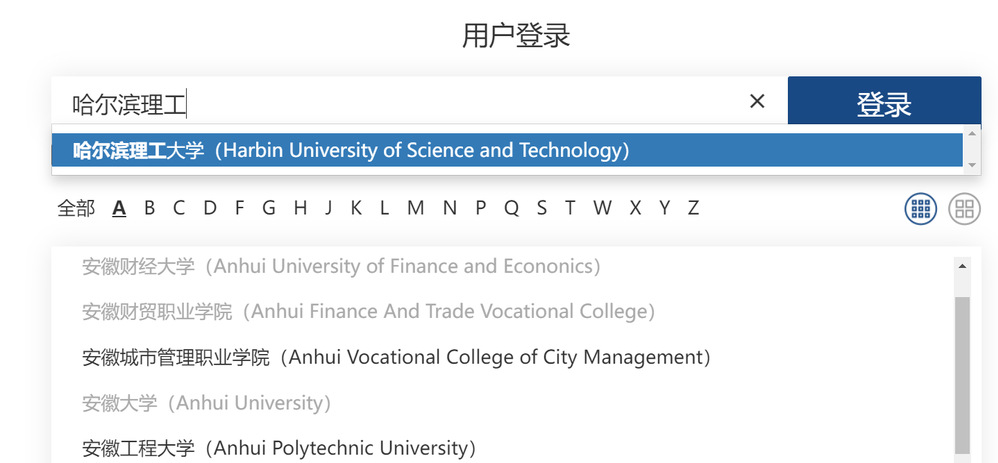 用户登录
哈尔滨理工
登录
哈尔滨理工大学（Harbin University of Science and Technology）
全部 A B C D F G H J K L M N P Q S T W X Y Z
安徽财经大学（Anhui University of Finance and Econonics）
安徽财贸职业学院（Anhui Finance And Trade Vocational College）
安徽城市管理职业学院（Anhui Vocational College of City Management）
安徽大学（Anhui University）
安徽工程大学（Anhui Polytechnic University）